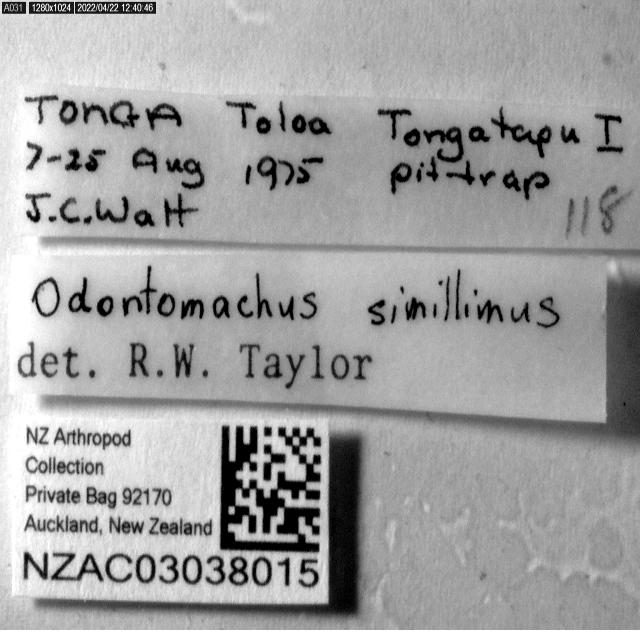 A031 1280x1024 2022/04/22 12:40:46
TONGA Toloa Tongatapu I
7-25 Aug 1975 pit-trap
J.C.Watt 118
Odontomachus simillimus
det. R.W. Taylor
NZ Arthropod
Collection
Private Bag 92170
Auckland, New Zealand
NZAC03038015